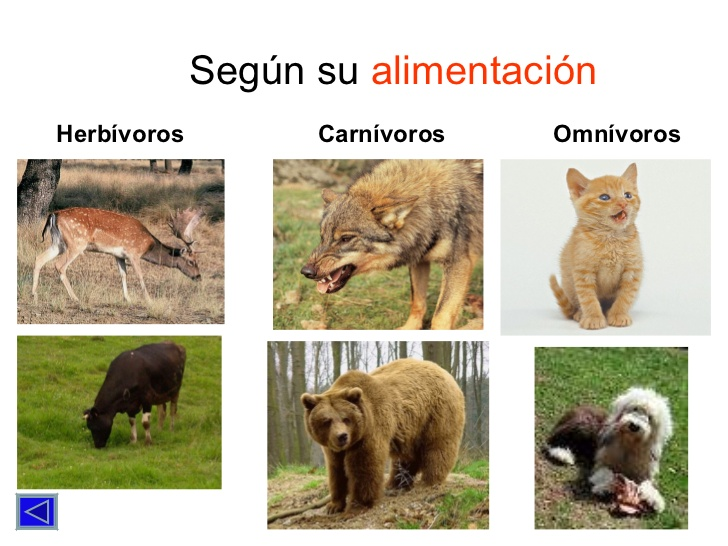 Según su alimentación
Herbívoros Carnívoros Omnívoros